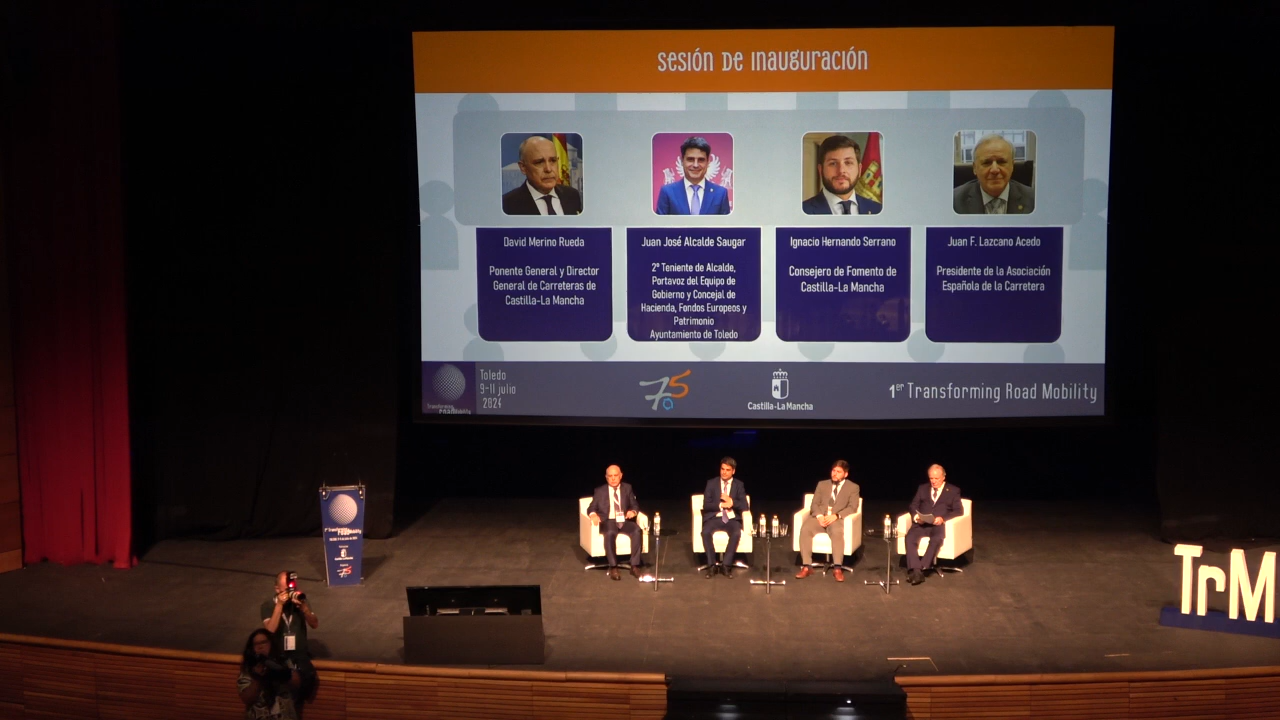 Sesión de Inauguración
David Merino Rueda
Ponente General y Director
General de Carreteras de
Castilla-La Mancha
Juan José Alcalde Saugar
2º Teniente de Alcalde,
Portavoz del Equipo de
Gobierno y Concejal de
Hacienda, Fondos Europeos y
Patrimonio
Ayuntamiento de Toledo
Ignacio Hernando Serrano
Consejero de Fomento de
Castilla-La Mancha
Juan F. Lazcano Acedo
Presidente de la Asociación
Española de la Carretera
Transforming
ROADMobility
Toledo
9-11 julio
2024
75
Castilla-La Mancha
1er Transforming Road Mobility
75
TrM